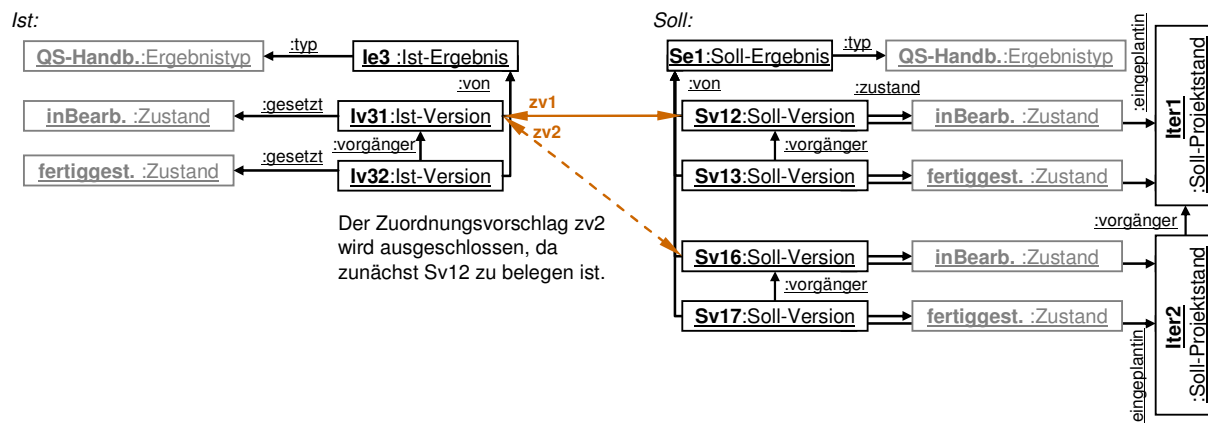 Ist:
QS-Handb.:Ergebnistyp
:typ
Ie3 :Ist-Ergebnis
:von
inBearb. :Zustand
:gesetzt
Iv31:Ist-Version
:vorgänger
fertiggest. :Zustand
:gesetzt
Iv32:Ist-Version
zv1
zv2
Der Zuordnungsvorschlag zv2
wird ausgeschlossen, da
zunächst Sv12 zu belegen ist.
Soll:
Se1:Soll-Ergebnis
:typ
QS-Handb.:Ergebnistyp
:von
:zustand
Sv12:Soll-Version
inBearb. :Zustand
:vorgänger
Sv13:Soll-Version
fertiggest. :Zustand
Sv16:Soll-Version
inBearb. :Zustand
:vorgänger
Sv17:Soll-Version
fertiggest. :Zustand
:eingeplantin
Iter1
:Soll-Projektstand
:vorgänger
Iter2
:Soll-Projektstand
eingeplantin